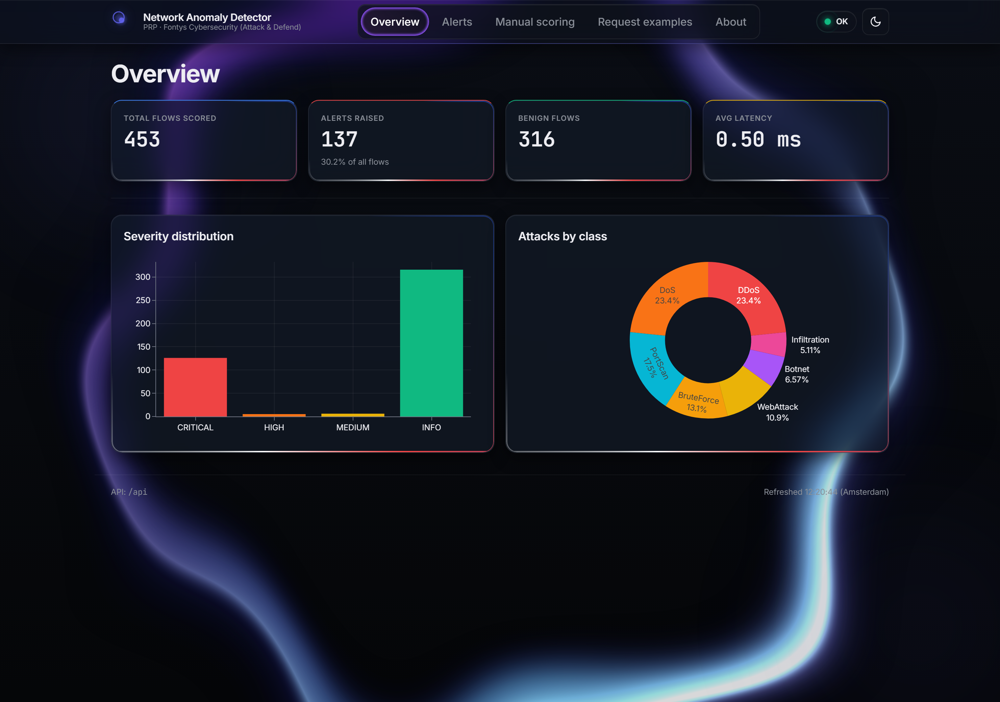 Network Anomaly Detector
PRP · Fontys Cybersecurity (Attack & Defend)
Overview
Alerts
Manual scoring
Request examples
About
OK
Overview
TOTAL FLOWS SCORED
453
ALERTS RAISED
137
30.2% of all flows
BENIGN FLOWS
316
AVG LATENCY
0.50 ms
Severity distribution
300
250
200
150
100
50
0
CRITICAL
HIGH
MEDIUM
INFO
Attacks by class
DoS
23.4%
DDoS
23.4%
Infiltration
5.11%
Botnet
6.57%
WebAttack
10.9%
BruteForce
13.1%
PortScan
17.5%
API: /api
Refreshed 12:20:44 (Amsterdam)